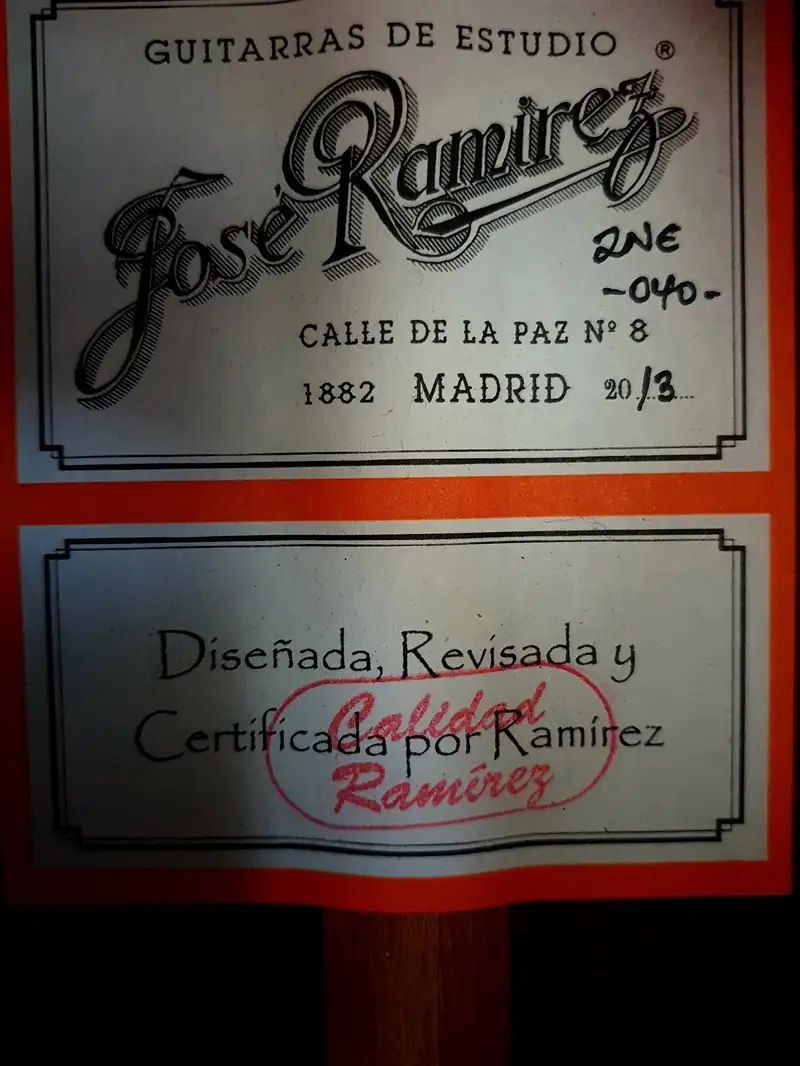 GUITARRAS DE ESTUDIO ®
José Ramírez
2NE
-040-
CALLE DE LA PAZ Nº 8
1882 MADRID 20 13
Diseñada, Revisada y
Certificada por Ramírez
Calidad
Ramírez